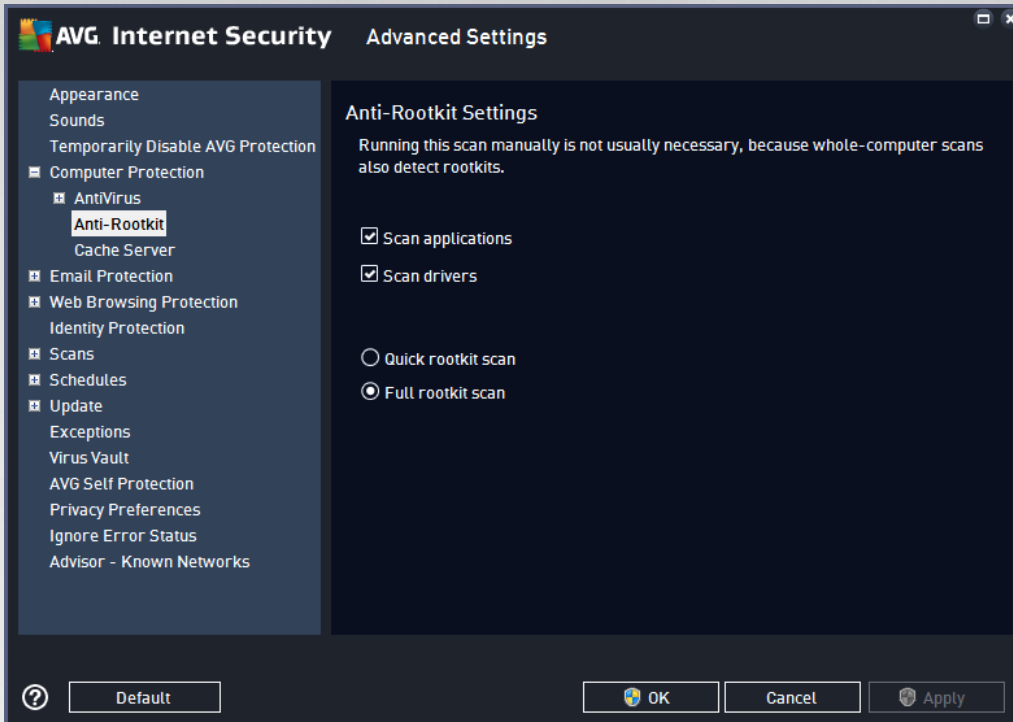 AVG. Internet Security Advanced Settings
Appearance
Sounds
Temporarily Disable AVG Protection
Computer Protection
AntiVirus
Anti-Rootkit
Cache Server
Email Protection
Web Browsing Protection
Identity Protection
Scans
Schedules
Update
Exceptions
Virus Vault
AVG Self Protection
Privacy Preferences
Ignore Error Status
Advisor - Known Networks
Anti-Rootkit Settings
Running this scan manually is not usually necessary, because whole-computer scans
also detect rootkits.
Scan applications
Scan drivers
Quick rootkit scan
Full rootkit scan
Default
OK
Cancel
Apply